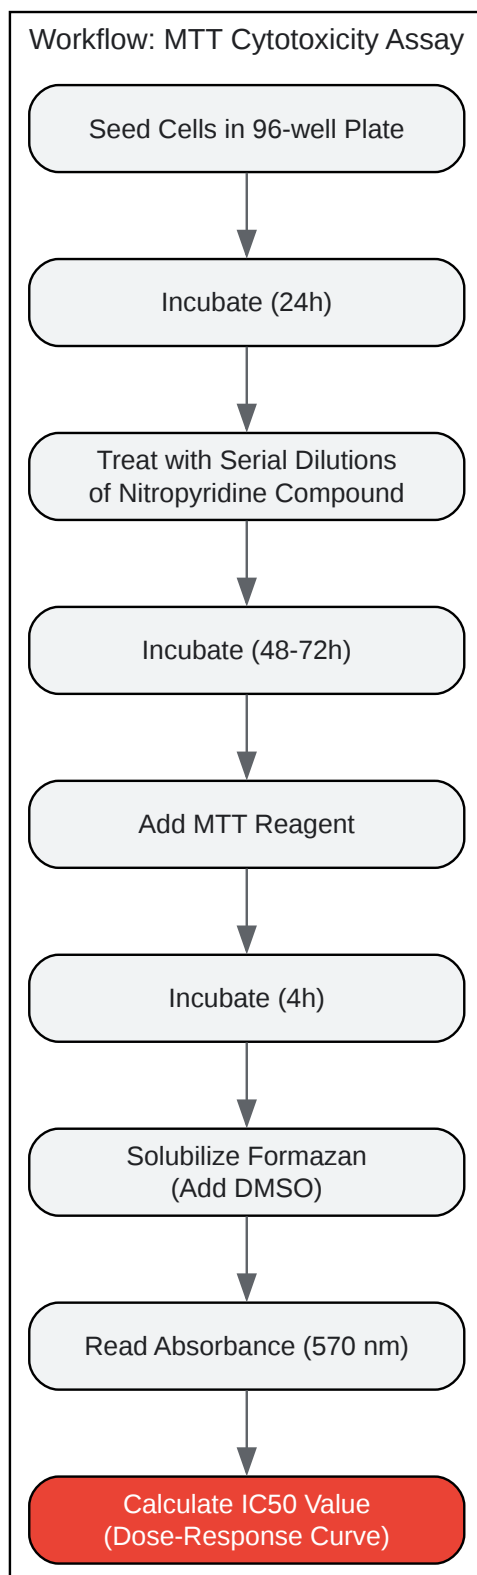 Workflow: MTT Cytotoxicity Assay
Seed Cells in 96-well Plate
Incubate (24h)
Treat with Serial Dilutions
of Nitropyridine Compound
Incubate (48-72h)
Add MTT Reagent
Incubate (4h)
Solubilize Formazan
(Add DMSO)
Read Absorbance (570 nm)
Calculate IC50 Value
(Dose-Response Curve)